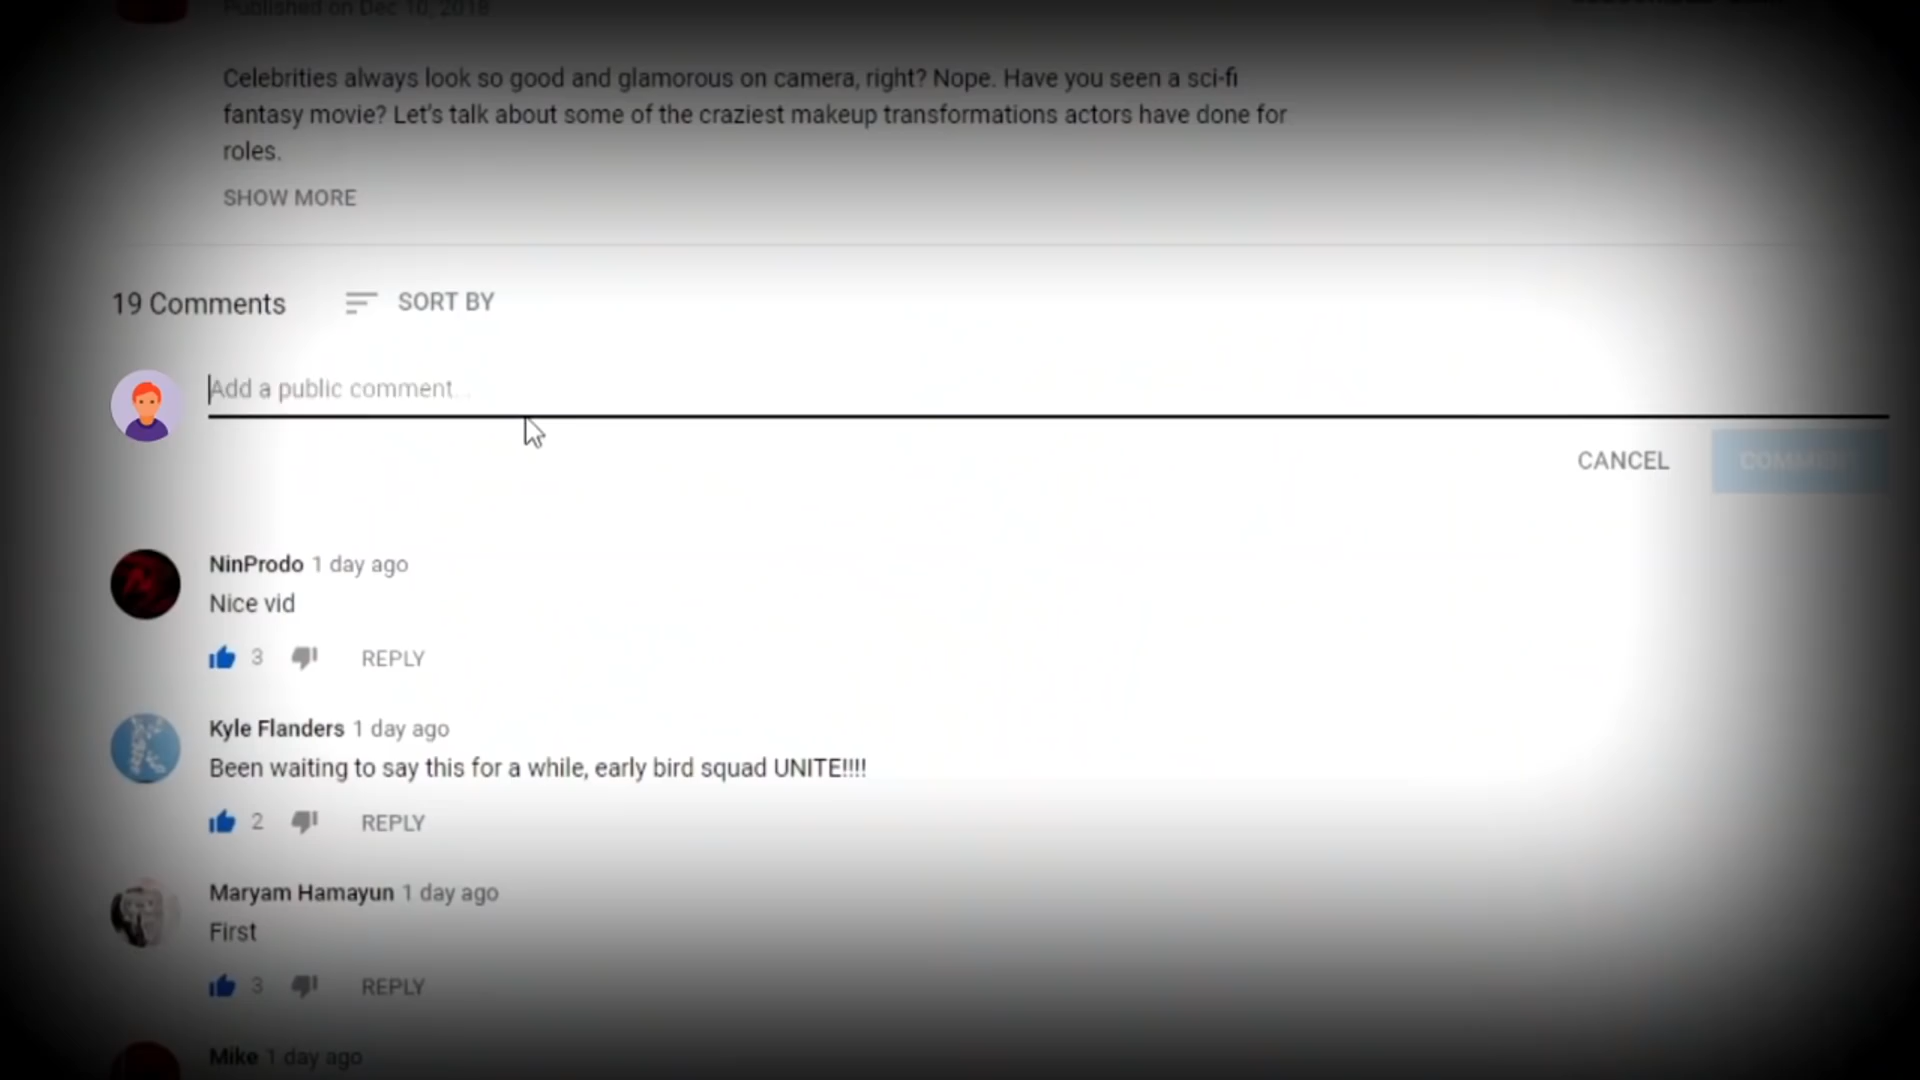 Published on Dec 10, 2018
Celebrities always look so good and glamorous on camera, right? Nope. Have you seen a sci-fi
fantasy movie? Let's talk about some of the craziest makeup transformations actors have done for
roles.
SHOW MORE
19 Comments SORT BY
Add a public comment...
CANCEL COMMENT
NinProdo 1 day ago
Nice vid
3 REPLY
Kyle Flanders 1 day ago
Been waiting to say this for a while, early bird squad UNITE!!!!
2 REPLY
Maryam Hamayun 1 day ago
First
3 REPLY
Mike 1 day ago